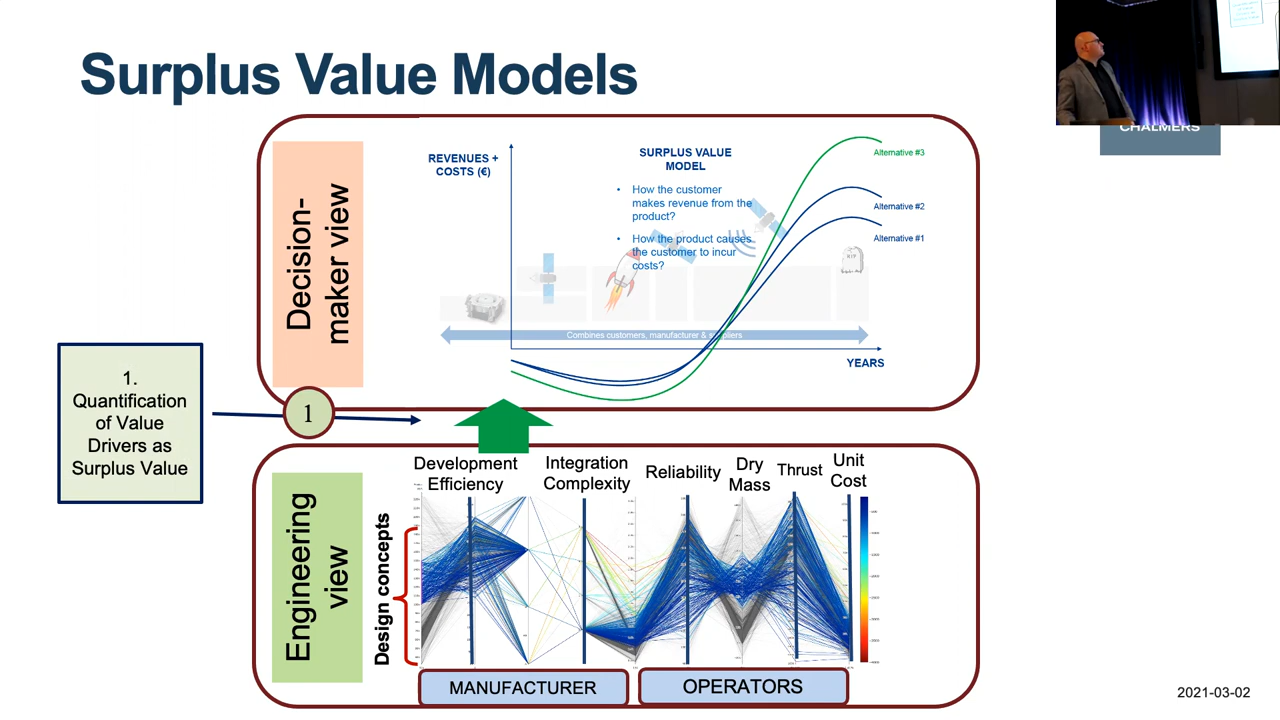 Surplus Value Models
CHALMERS
Decision-
maker view
REVENUES +
COSTS (€)
SURPLUS VALUE
MODEL
• How the customer
makes revenue from the
product?
• How the product causes
the customer to incur
costs?
Alternative #3
Alternative #2
Alternative #1
RIP
Combines customers, manufacturer & suppliers
YEARS
1.
Quantification
of Value
Drivers as
Surplus Value
1
Engineering
view
Design concepts
Development
Efficiency
Integration
Complexity
Reliability
Dry
Mass
Thrust
Unit
Cost
MANUFACTURER
OPERATORS
2021-03-02